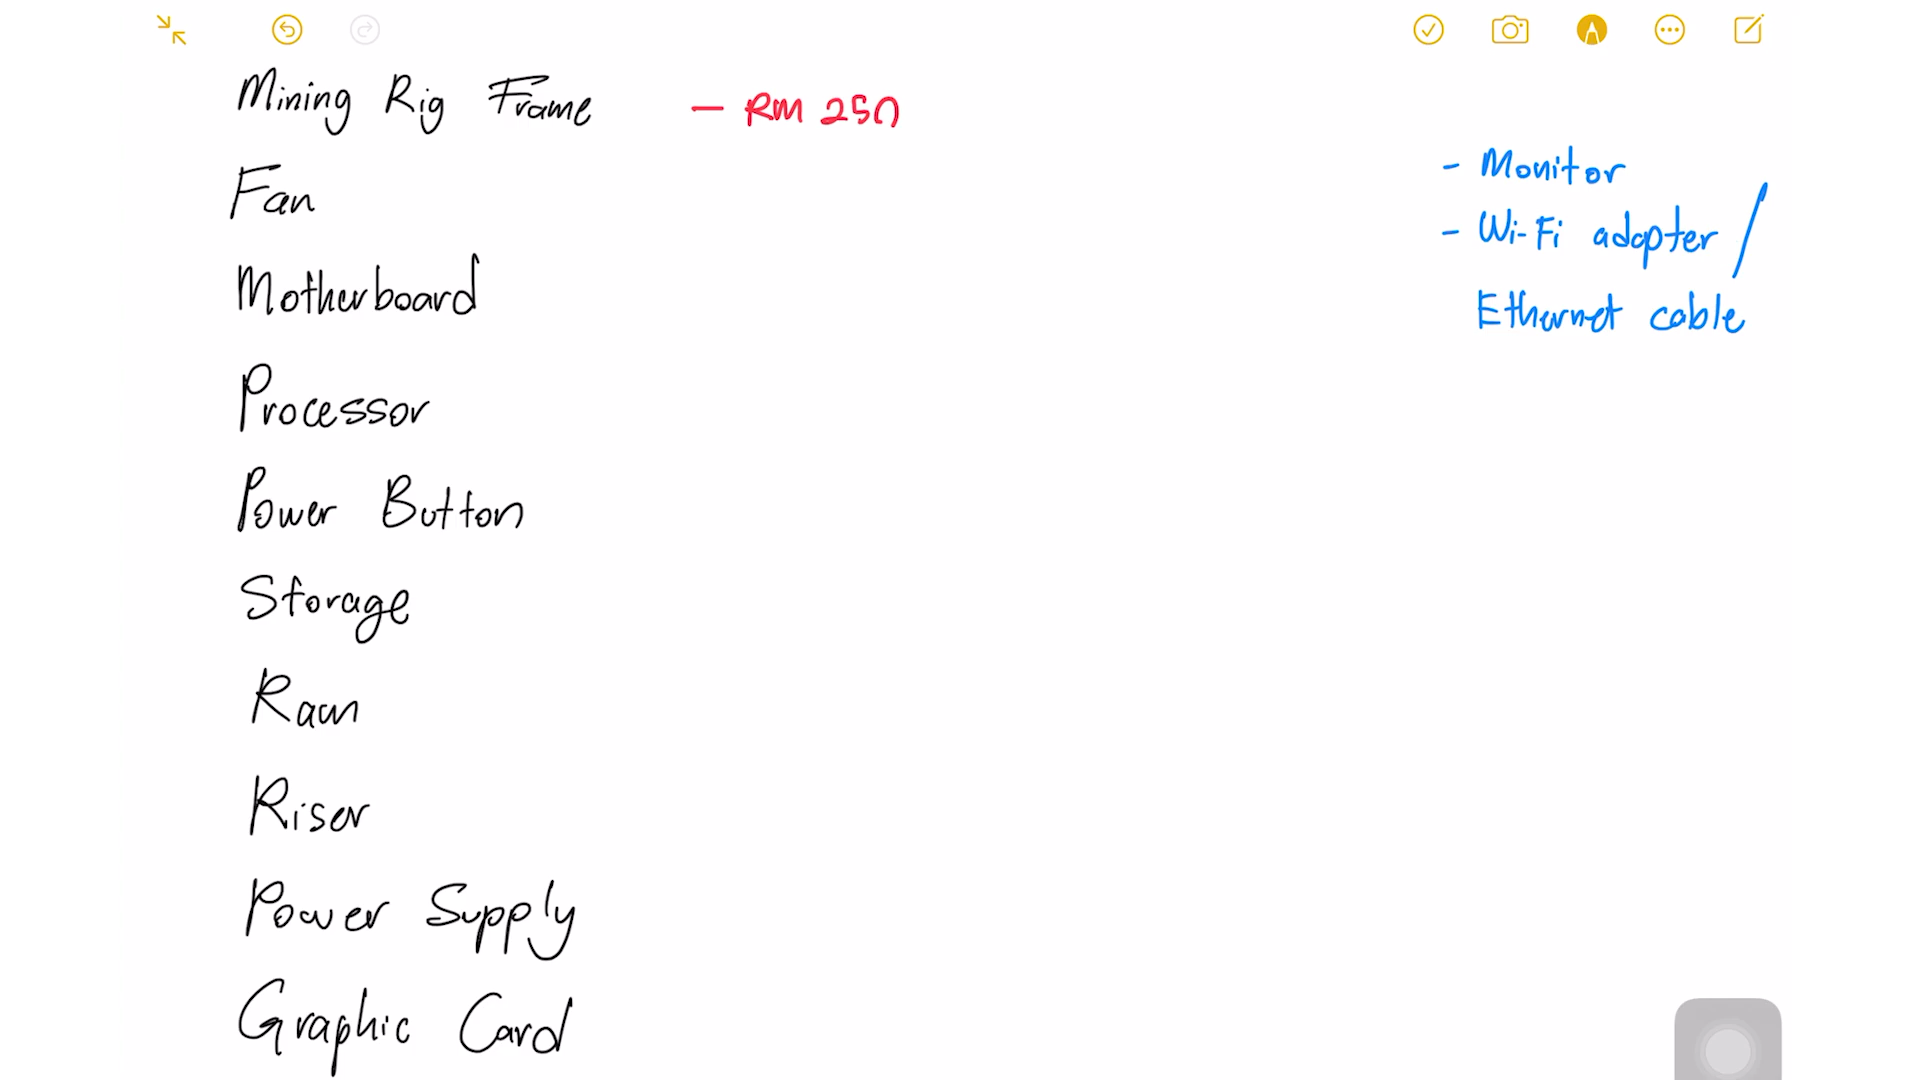 Mining Rig Frame — RM 250
Fan
Motherboard
Processor
Power Button
Storage
Ram
Riser
Power Supply
Graphic Card
- Monitor
- Wi-Fi adapter /
Ethernet cable